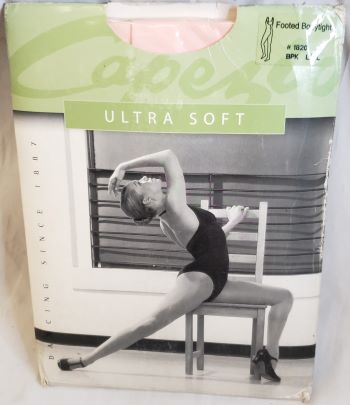 Capezio
Footed Bodytight
# 1820
BPK
ULTRA SOFT
DANCING SINCE 1887